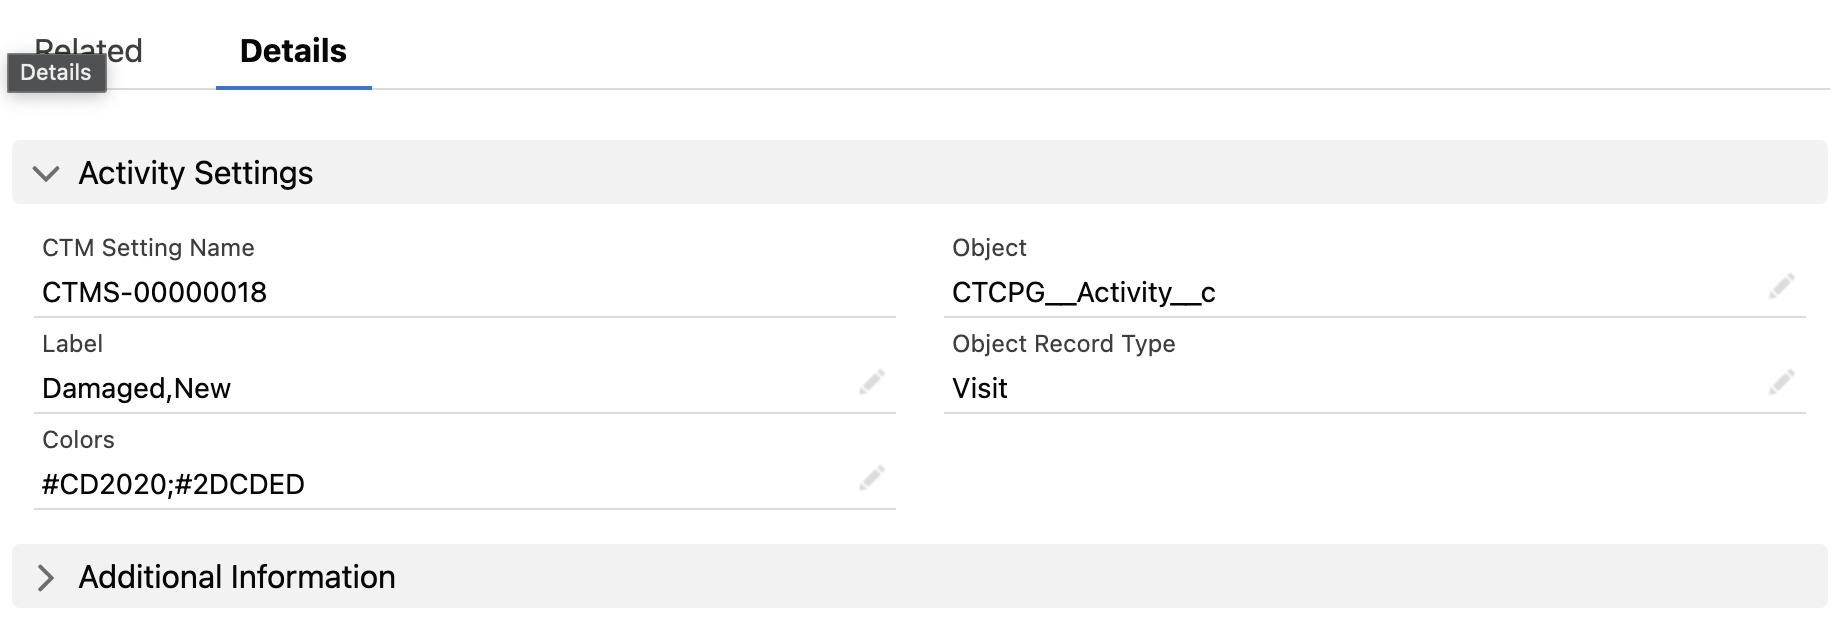 Related
Details
Details
Activity Settings
CTM Setting Name
CTMS-00000018
Object
CTCPG__Activity__c
Label
Damaged,New
Object Record Type
Visit
Colors
#CD2020;#2DCDED
Additional Information